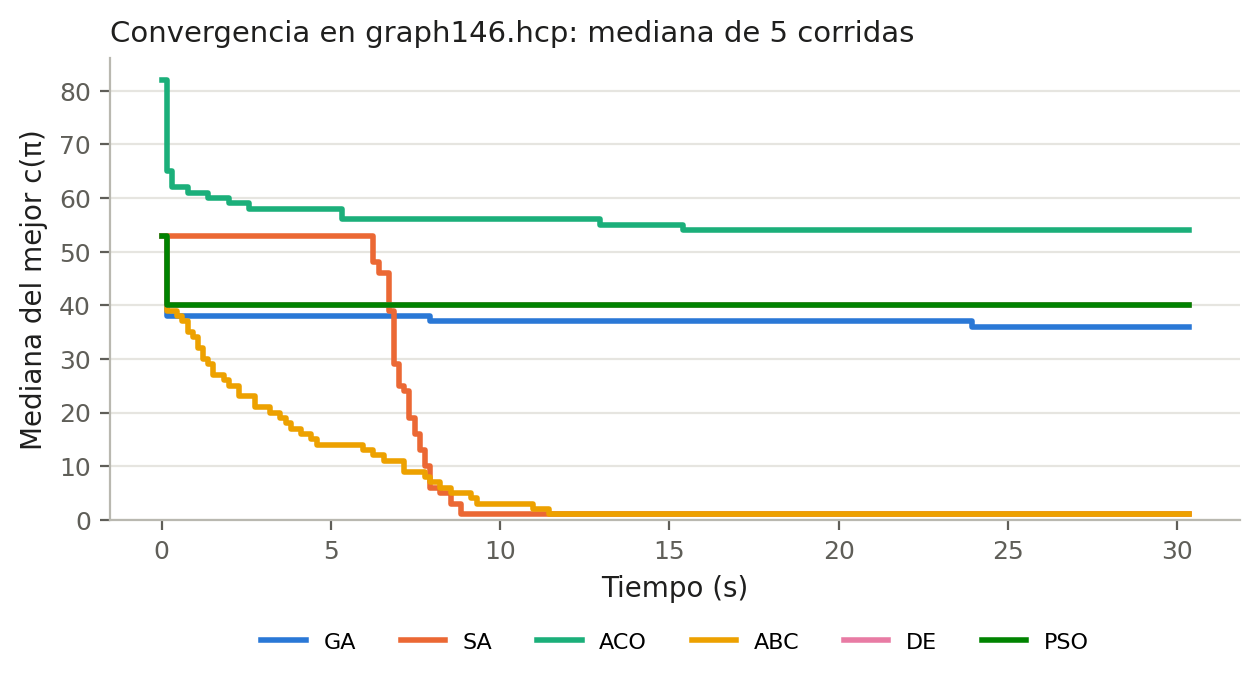 Convergencia en graph146.hcp: mediana de 5 corridas
Mediana del mejor c(π)
80
70
60
50
40
30
20
10
0
0 5 10 15 20 25 30
Tiempo (s)
GA SA ACO ABC DE PSO